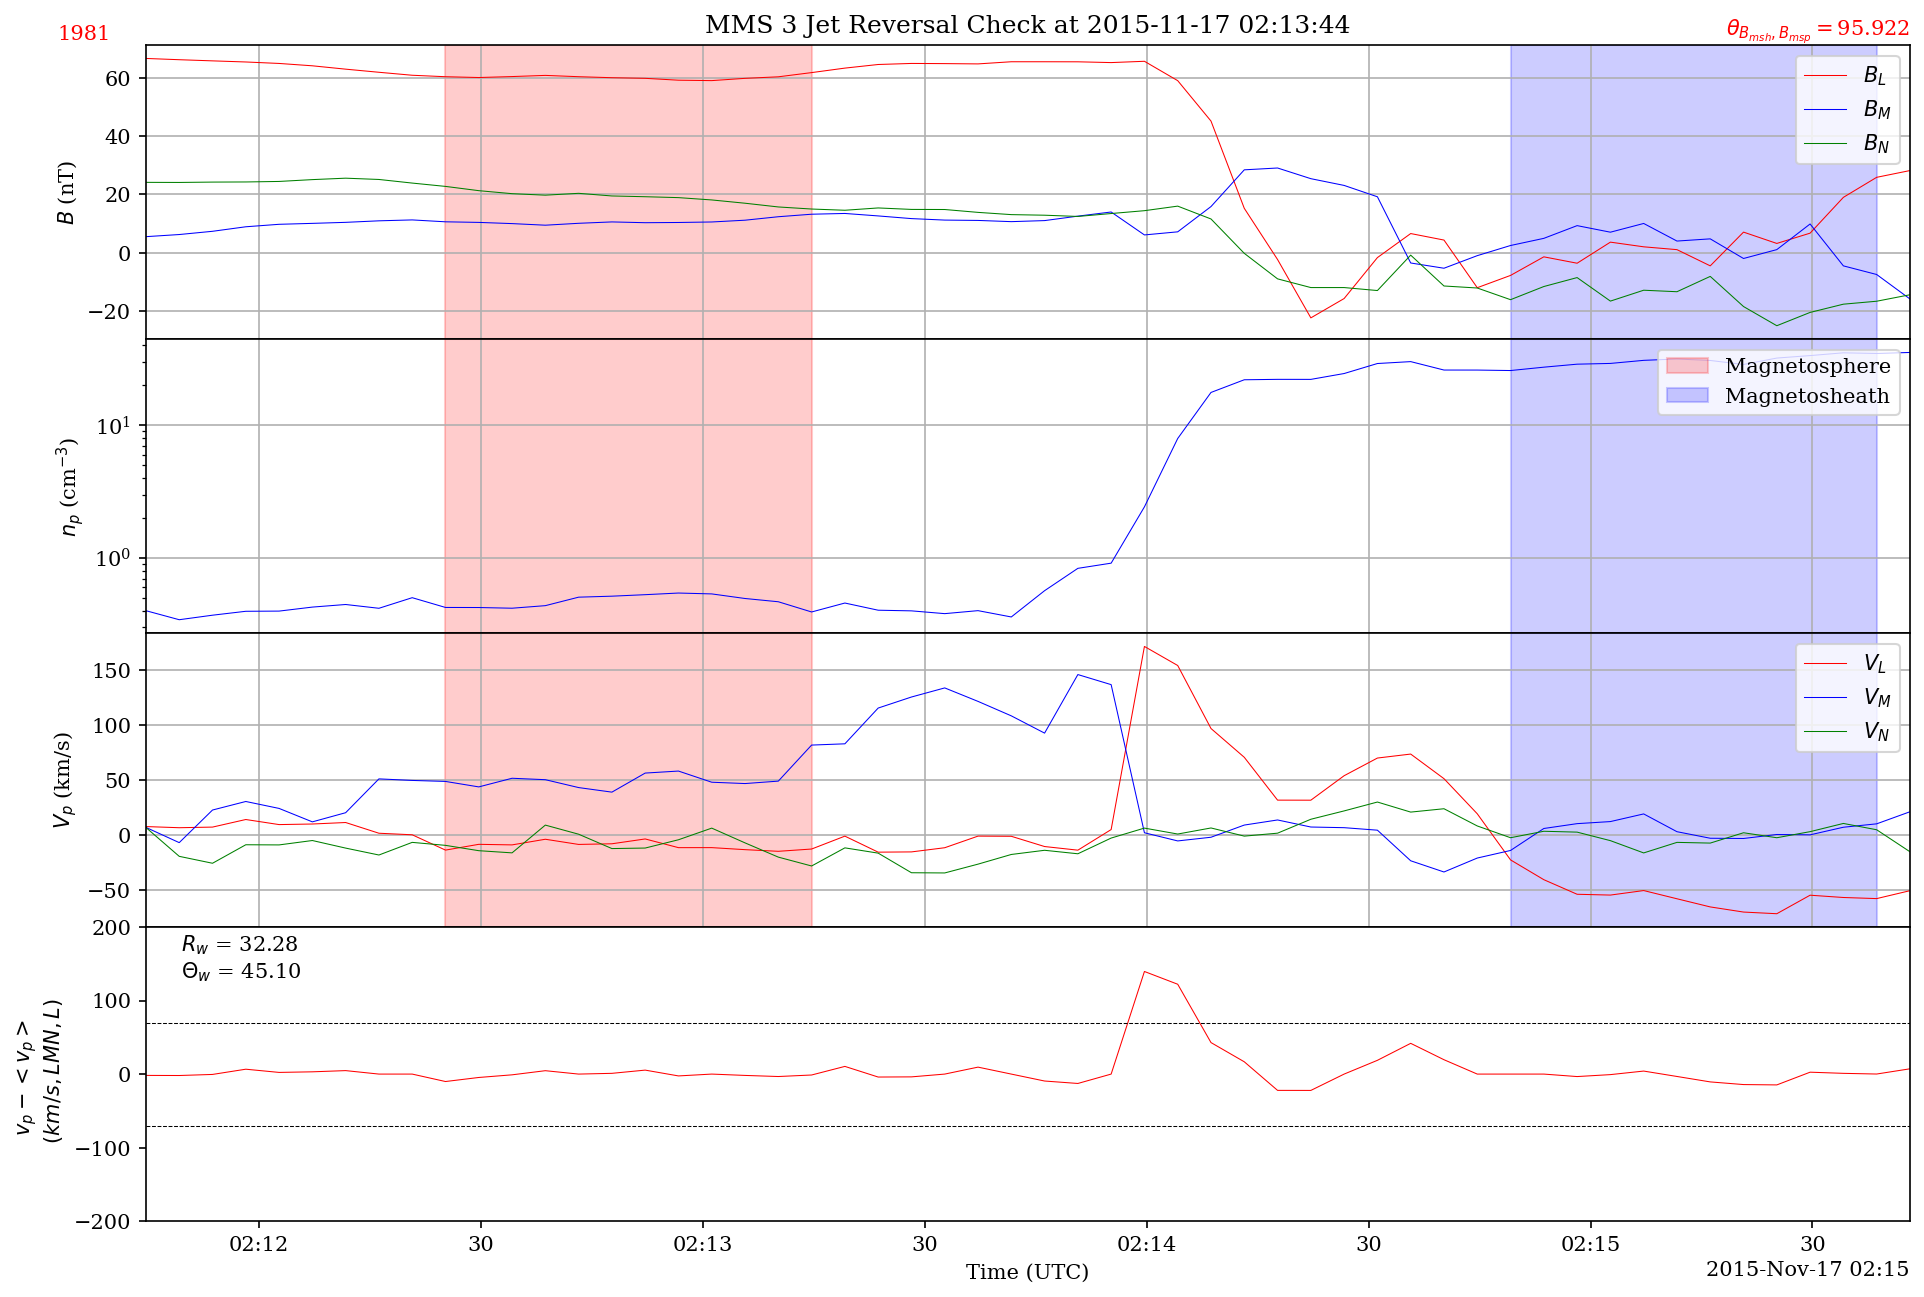 MMS 3 Jet Reversal Check at 2015-11-17 02:13:44
1981
θ_{B_{msh}, B_{msp}} = 95.922
B (nT)
60
40
20
0
−20
B_L
B_M
B_N
n_p (cm^{−3})
10^1
10^0
Magnetosphere
Magnetosheath
V_p (km/s)
150
100
50
0
−50
V_L
V_M
V_N
v_p − < v_p >
(km/s, LMN, L)
200
100
0
−100
−200
R_w = 32.28
Θ_w = 45.10
02:12 30 02:13 30 02:14 30 02:15 30
Time (UTC)
2015-Nov-17 02:15